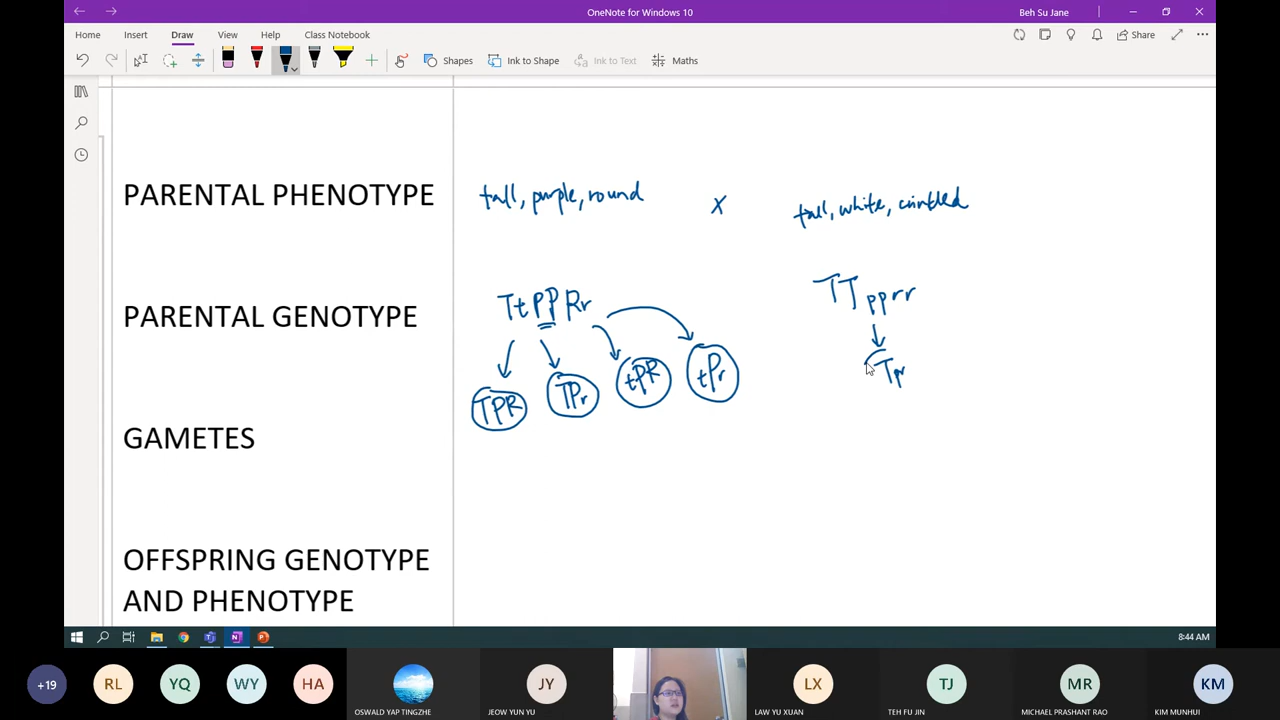 OneNote for Windows 10
Beh Su Jane
Home Insert Draw View Help Class Notebook
Share
Shapes Ink to Shape Ink to Text Maths
PARENTAL PHENOTYPE
tall, purple, round x tall, white,
PARENTAL GENOTYPE
TtPPRr TTpprr
TPR TPr tPR tPr Tpr
GAMETES
OFFSPRING GENOTYPE
AND PHENOTYPE
8:44 AM
+19 RL YQ WY HA JY LX TJ MR KM
OSWALD YAP TINGZHE JEOW YUN YU LAW YU XUAN TEH FU JIN MICHAEL PRASHANT RAO KIM MUNHUI